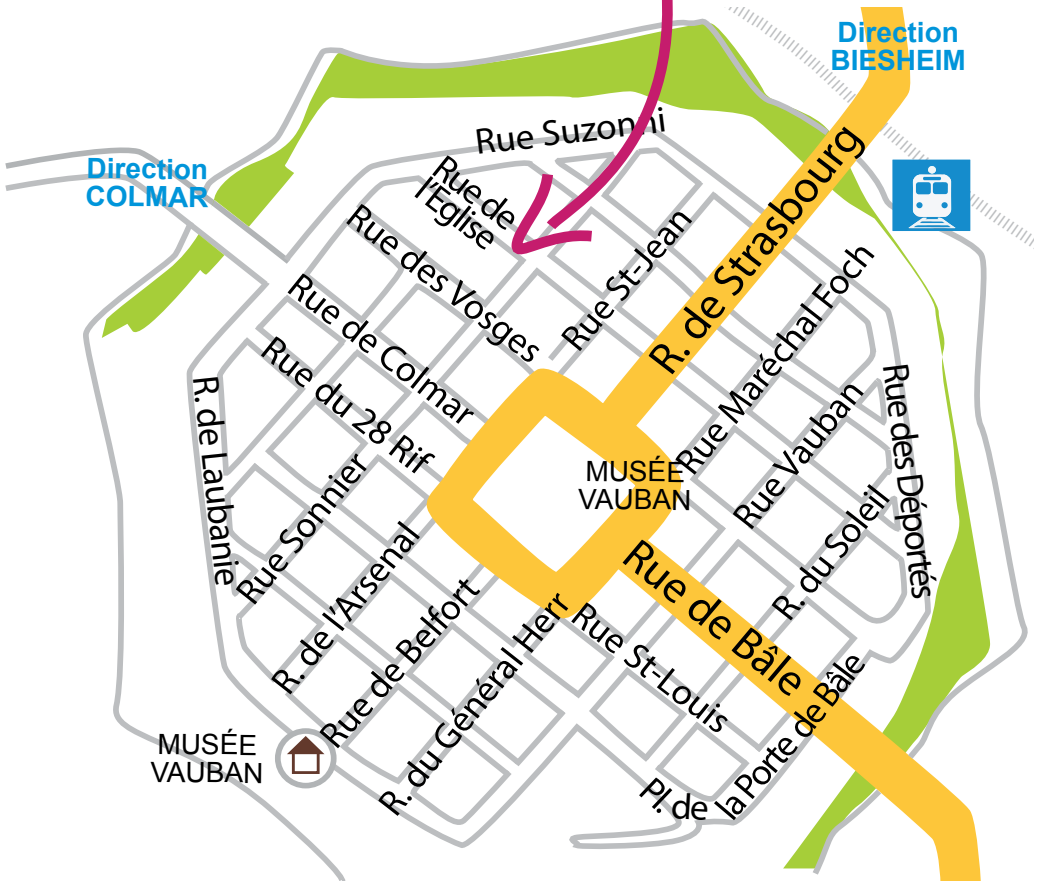 Direction
BIESHEIM
Rue Suzonni
Direction
COLMAR
Rue de
l'Eglise
Rue des Vosges
Rue St-Jean
R. de Strasbourg
Rue de Colmar
Rue Maréchal Foch
Rue du 28 Rif
Rue Vauban
Rue des Déportés
R. de Laubanie
MUSÉE
VAUBAN
Rue Sonnier
R. du Soleil
R. de l'Arsenal
Rue de Belfort
R. du Général Herr
Rue St-Louis
Rue de Bâle
MUSÉE
VAUBAN
Pl. de la Porte de Bâle